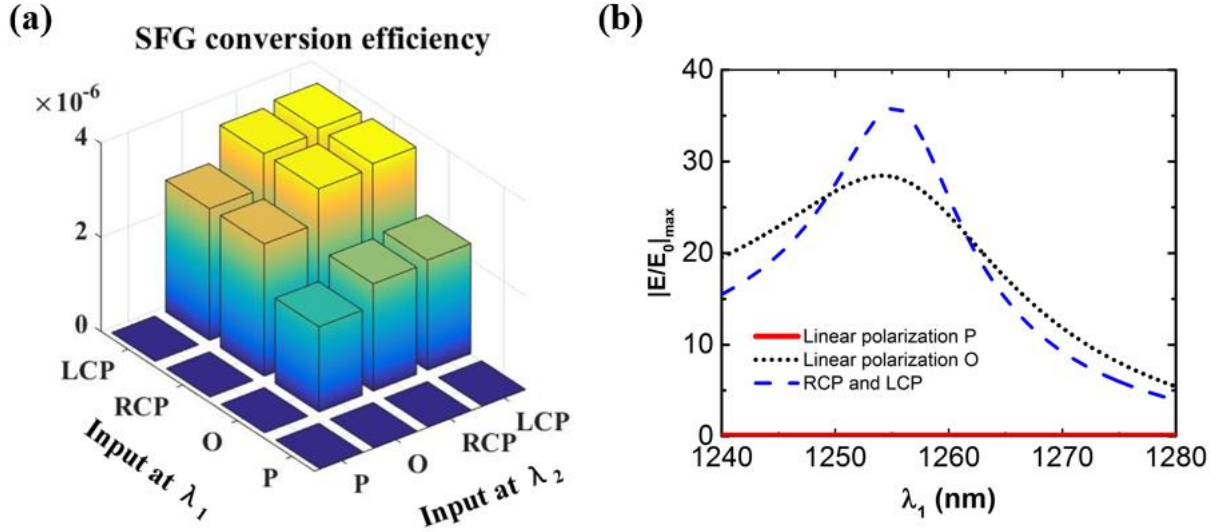 (a)
SFG conversion efficiency
×10⁻⁶
4
2
0
LCP
RCP
O
P
Input at λ₁
P
O
RCP
LCP
Input at λ₂
(b)
|E/E₀|max
40
30
20
10
0
Linear polarization P
Linear polarization O
RCP and LCP
1240 1250 1260 1270 1280
λ₁ (nm)